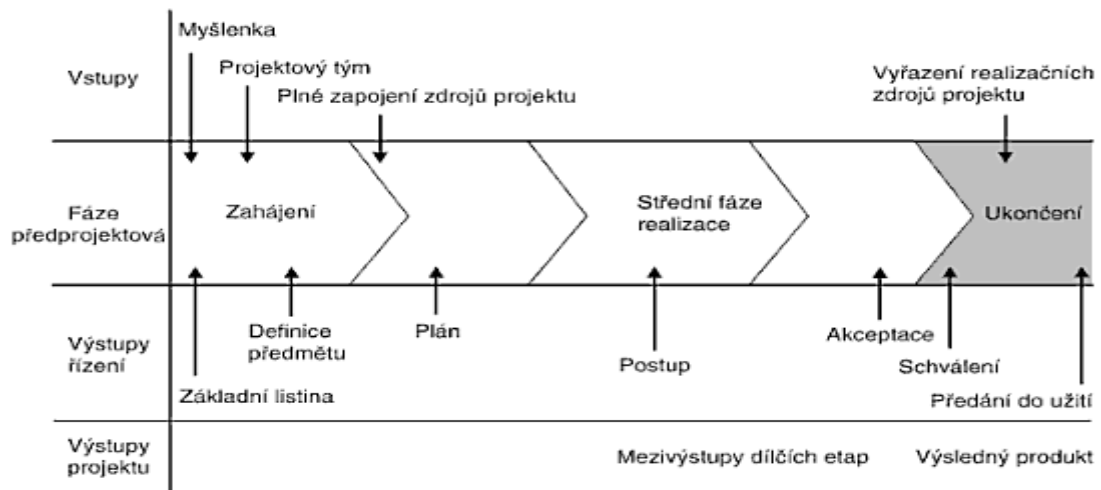 Myšlenka
Vstupy
Projektový tým
Plné zapojení zdrojů projektu
Vyřazení realizačních
zdrojů projektu
Fáze
předprojektová
Zahájení
Střední fáze
realizace
Ukončení
Výstupy
řízení
Základní listina
Definice
předmětu
Plán
Postup
Akceptace
Schválení
Předání do užití
Výstupy
projektu
Mezivýstupy dílčích etap
Výsledný produkt